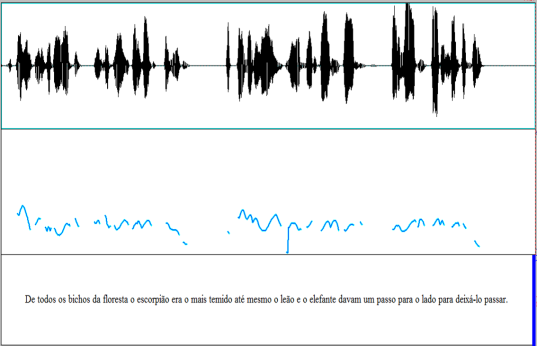 De todos os bichos da floresta o escorpião era o mais temido até mesmo o leão e o elefante davam um passo para o lado para deixá-lo passar.